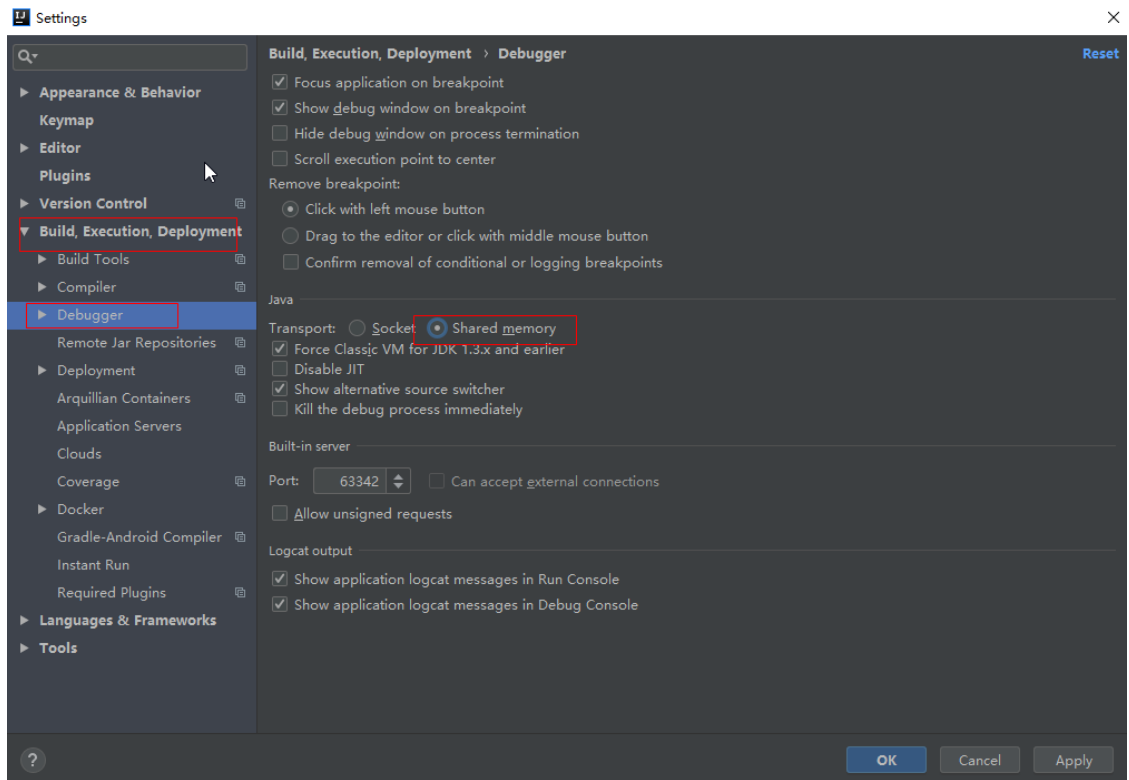 Settings
Appearance & Behavior
Keymap
Editor
Plugins
Version Control
Build, Execution, Deployment
Build Tools
Compiler
Debugger
Remote Jar Repositories
Deployment
Arquillian Containers
Application Servers
Clouds
Coverage
Docker
Gradle-Android Compiler
Instant Run
Required Plugins
Languages & Frameworks
Tools
Build, Execution, Deployment › Debugger
Reset
Focus application on breakpoint
Show debug window on breakpoint
Hide debug window on process termination
Scroll execution point to center
Remove breakpoint:
Click with left mouse button
Drag to the editor or click with middle mouse button
Confirm removal of conditional or logging breakpoints
Java
Transport: Socket Shared memory
Force Classic VM for JDK 1.3.x and earlier
Disable JIT
Show alternative source switcher
Kill the debug process immediately
Built-in server
Port: 63342 Can accept external connections
Allow unsigned requests
Logcat output
Show application logcat messages in Run Console
Show application logcat messages in Debug Console
?
OK Cancel Apply